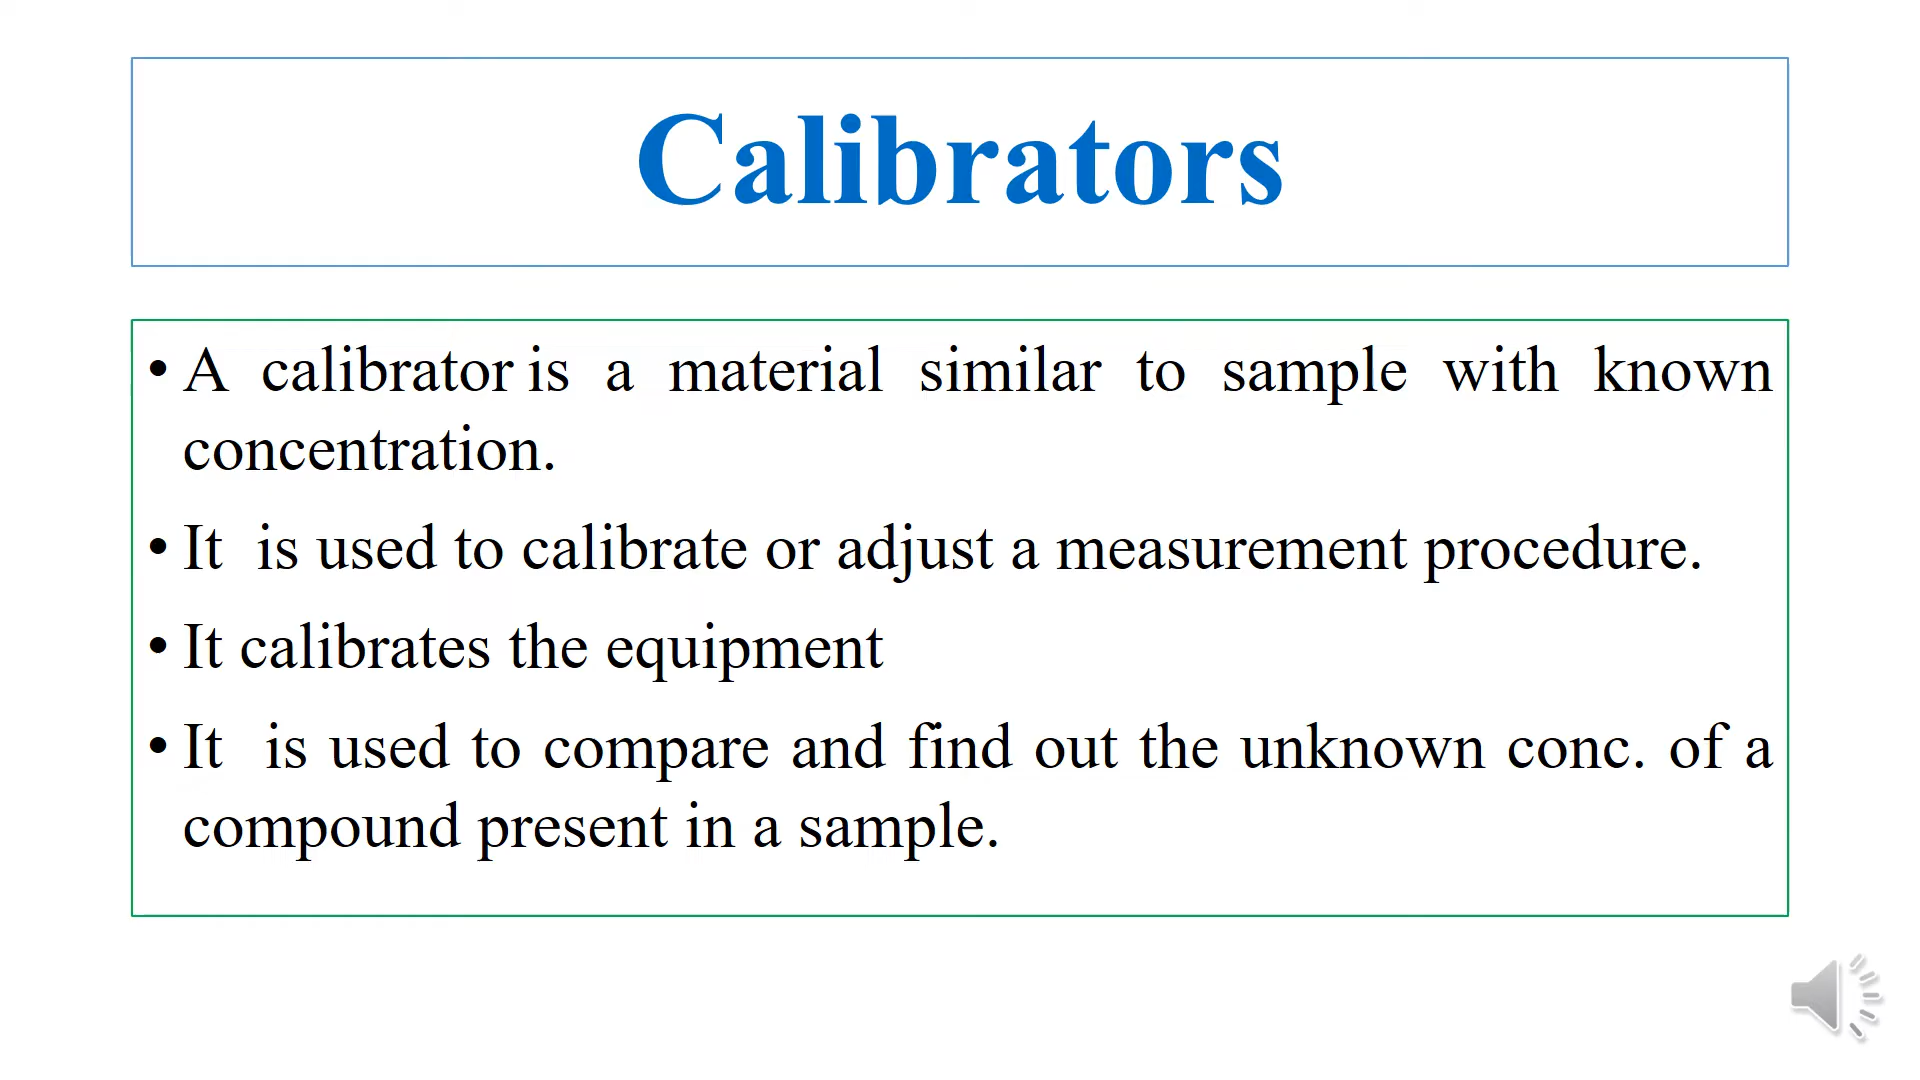 Calibrators
• A calibrator is a material similar to sample with known
concentration.
• It is used to calibrate or adjust a measurement procedure.
• It calibrates the equipment
• It is used to compare and find out the unknown conc. of a
compound present in a sample.